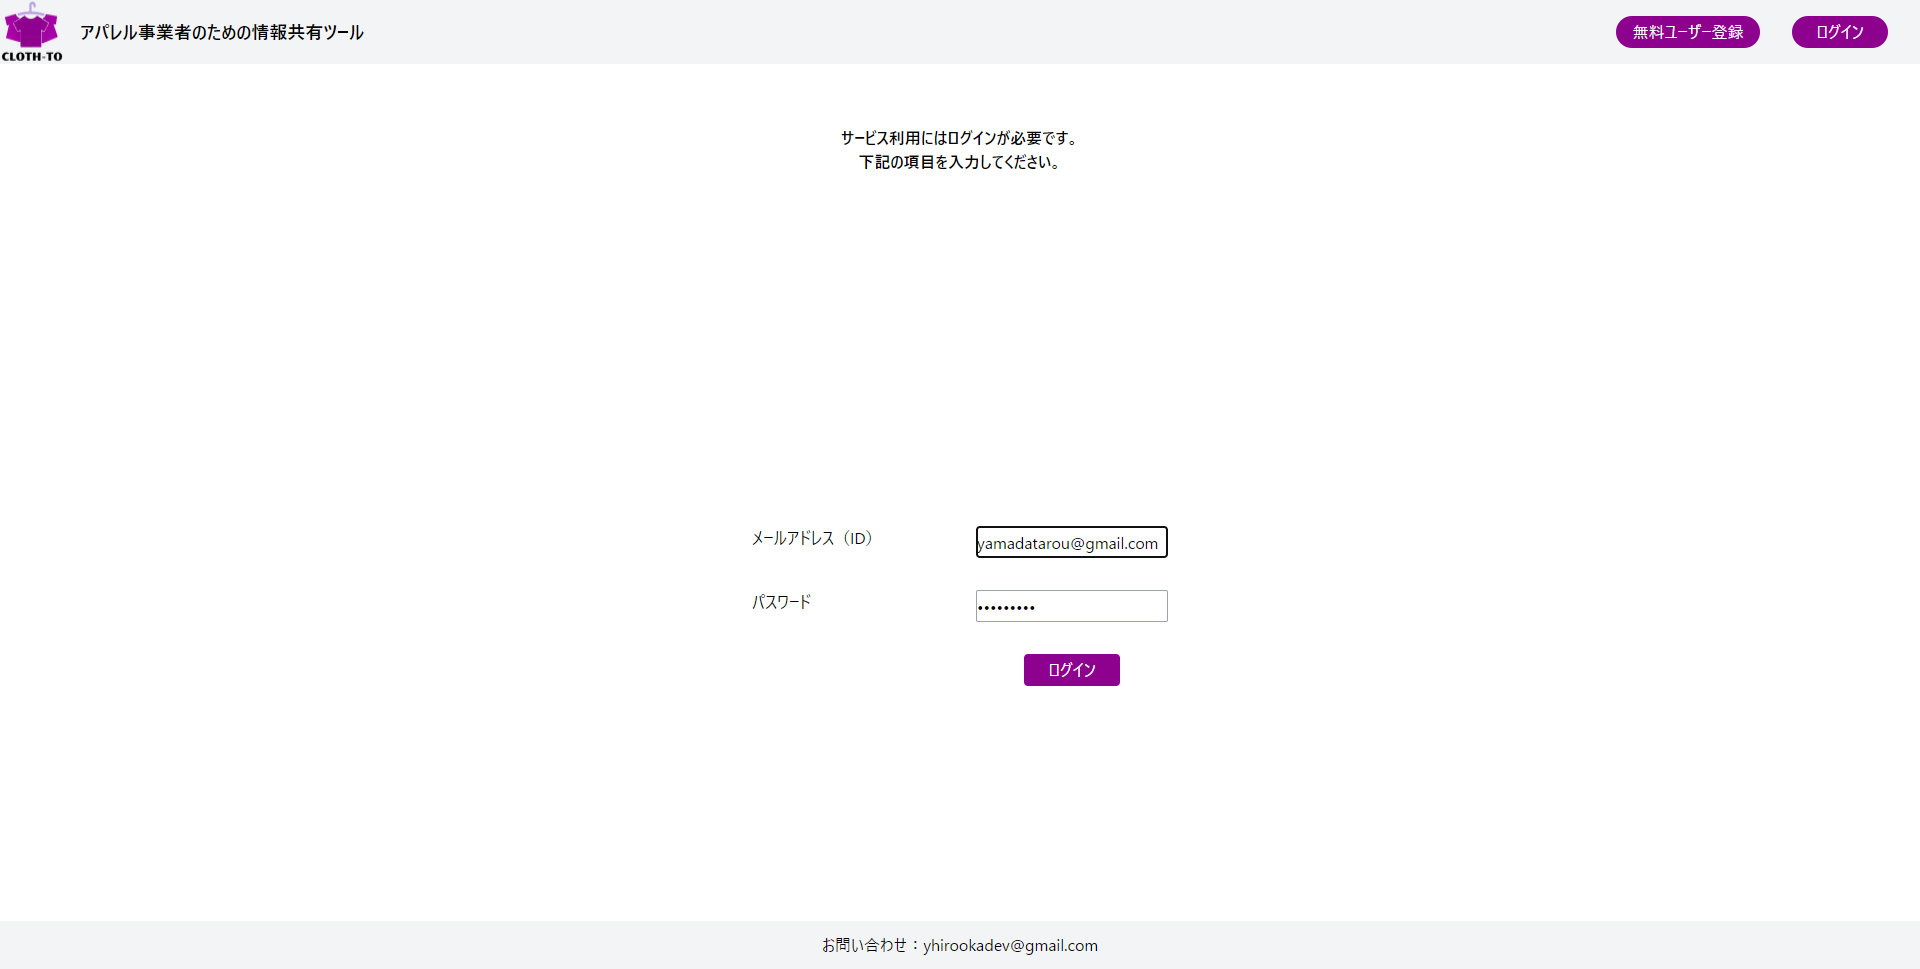 CLOTH-TO
アパレル事業者のための情報共有ツール
無料ユーザー登録
ログイン
サービス利用にはログインが必要です。
下記の項目を入力してください。
メールアドレス（ID）
yamadatarou@gmail.com
パスワード
•••••••••
ログイン
お問い合わせ：yhirookadev@gmail.com